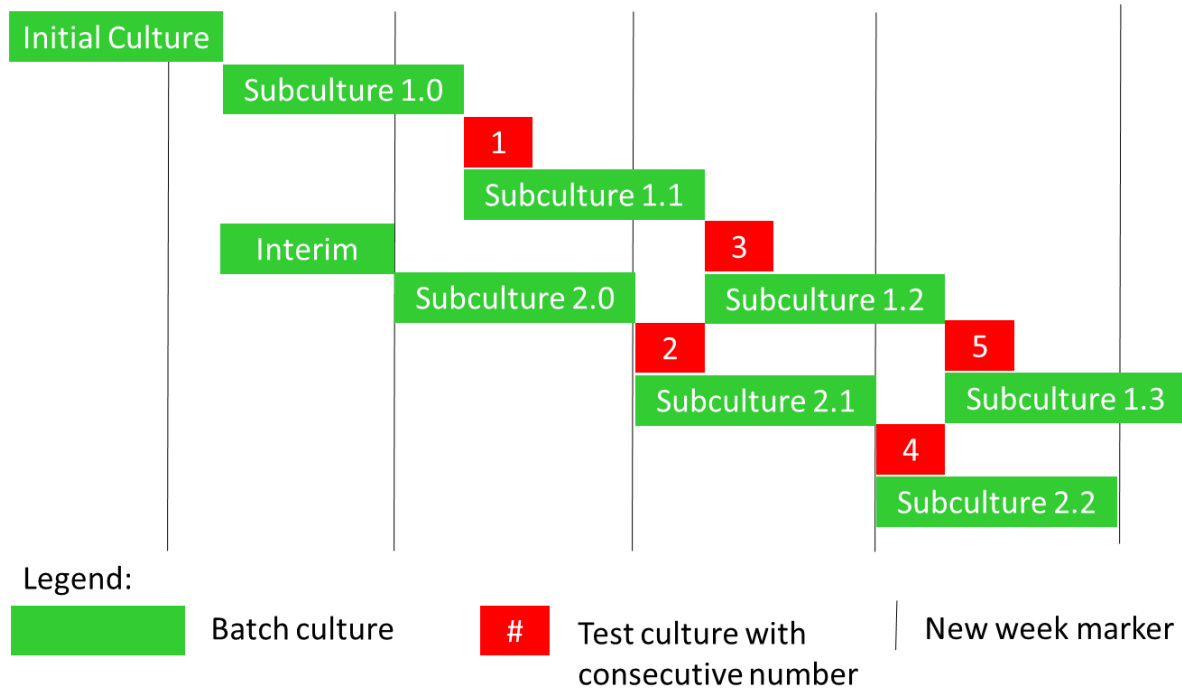 Initial Culture
Subculture 1.0
1
Subculture 1.1
Interim
3
Subculture 2.0
Subculture 1.2
2
5
Subculture 2.1
Subculture 1.3
4
Subculture 2.2
Legend:
Batch culture
#
Test culture with
consecutive number
New week marker